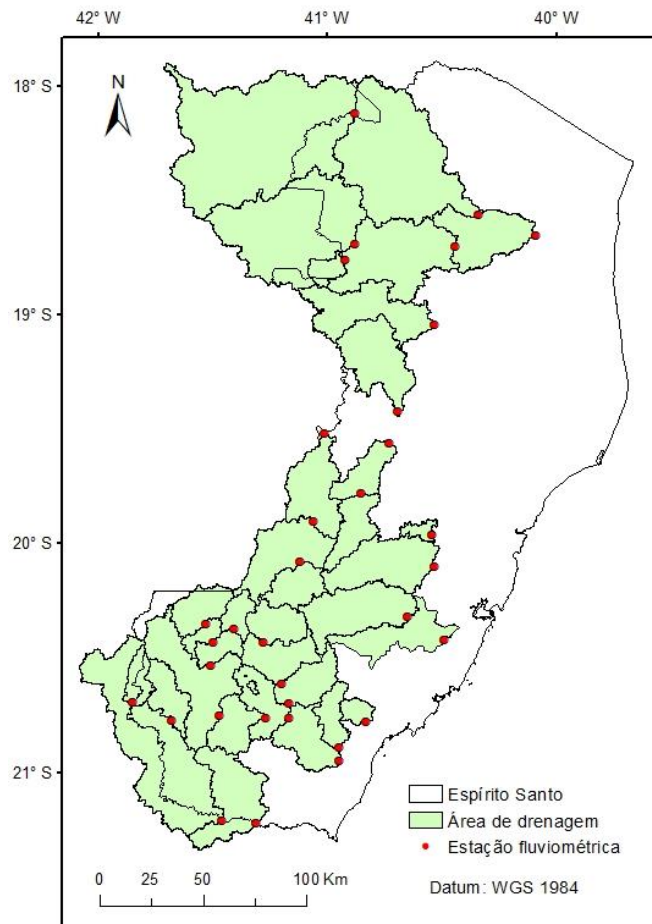 42° W 41° W 40° W
18° S
N
19° S
20° S
21° S
Espírito Santo
Área de drenagem
Estação fluviométrica
0 25 50 100 Km
Datum: WGS 1984